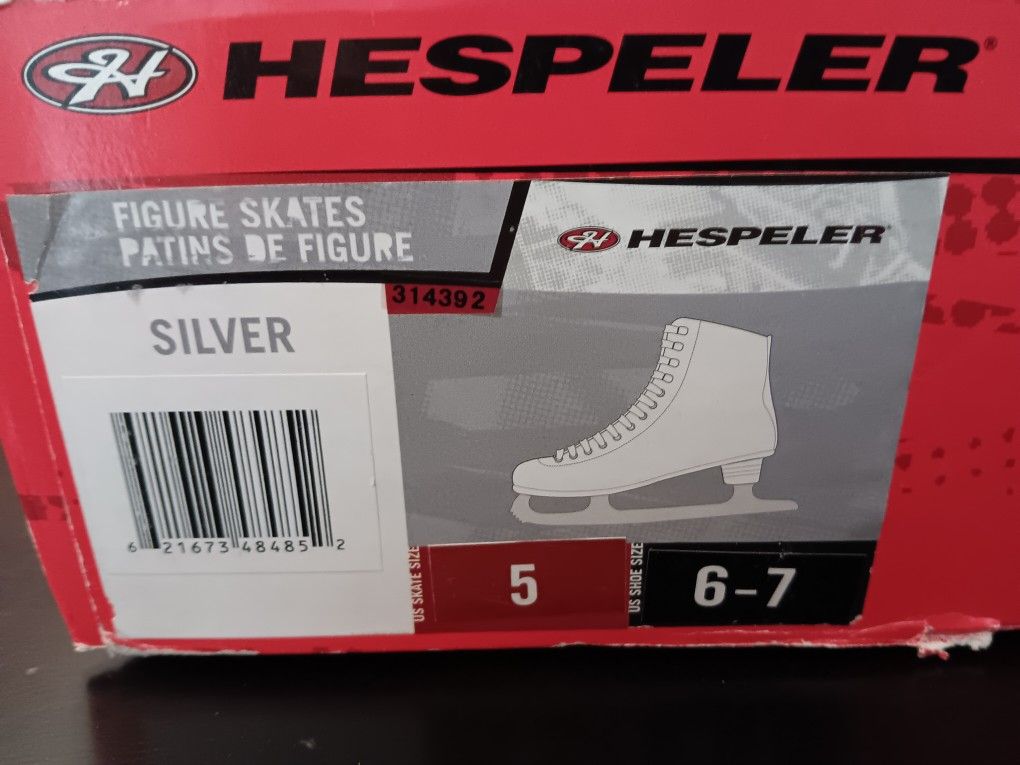 H HESPELER®
FIGURE SKATES
PATINS DE FIGURE
H HESPELER
314392
SILVER
6 21673 48485 2
US SKATE SIZE
5
US SHOE SIZE
6-7